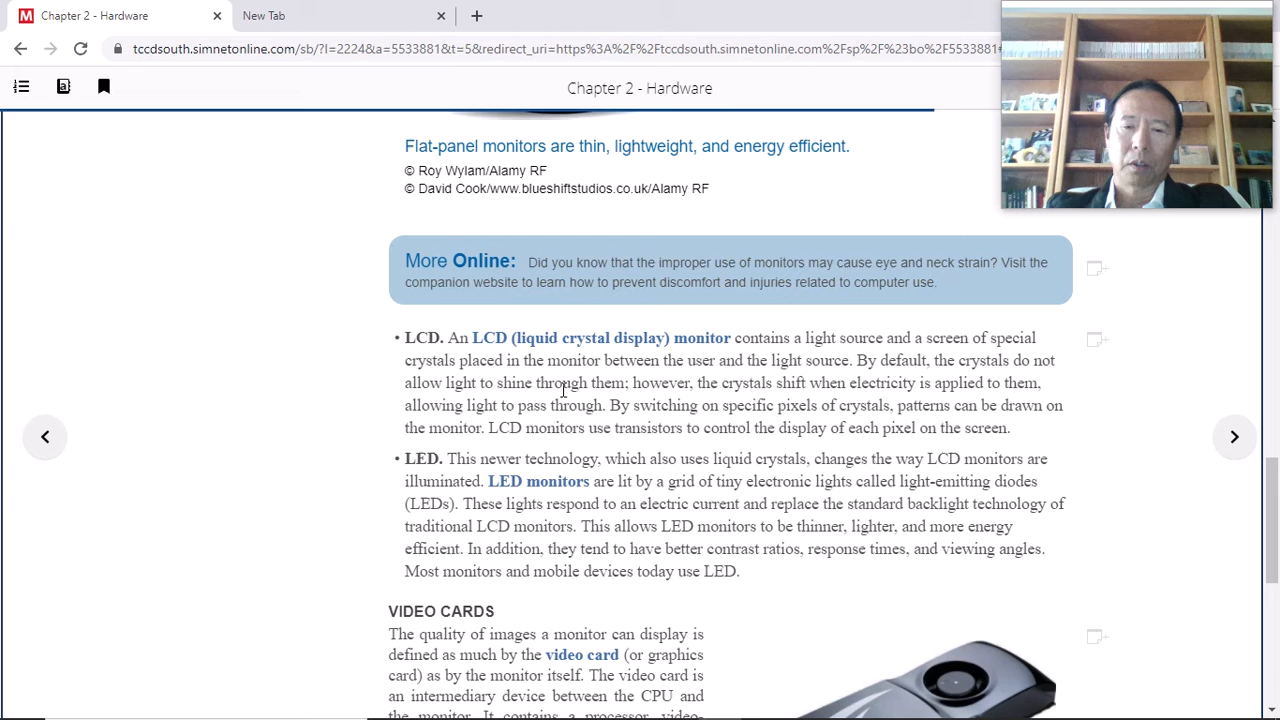 Chapter 2 - Hardware
New Tab
tccdsouth.simnetonline.com/sb/?l=2224&a=5533881&t=5&redirect_uri=https%3A%2F%2Ftccdsouth.simnetonline.com%2Fsp%2F%23bo%2F5533881#
Chapter 2 - Hardware
Flat-panel monitors are thin, lightweight, and energy efficient.
© Roy Wylam/Alamy RF
© David Cook/www.blueshiftstudios.co.uk/Alamy RF
More Online: Did you know that the improper use of monitors may cause eye and neck strain? Visit the
companion website to learn how to prevent discomfort and injuries related to computer use.
• LCD. An LCD (liquid crystal display) monitor contains a light source and a screen of special
crystals placed in the monitor between the user and the light source. By default, the crystals do not
allow light to shine through them; however, the crystals shift when electricity is applied to them,
allowing light to pass through. By switching on specific pixels of crystals, patterns can be drawn on
the monitor. LCD monitors use transistors to control the display of each pixel on the screen.
• LED. This newer technology, which also uses liquid crystals, changes the way LCD monitors are
illuminated. LED monitors are lit by a grid of tiny electronic lights called light-emitting diodes
(LEDs). These lights respond to an electric current and replace the standard backlight technology of
traditional LCD monitors. This allows LED monitors to be thinner, lighter, and more energy
efficient. In addition, they tend to have better contrast ratios, response times, and viewing angles.
Most monitors and mobile devices today use LED.
VIDEO CARDS
The quality of images a monitor can display is
defined as much by the video card (or graphics
card) as by the monitor itself. The video card is
an intermediary device between the CPU and
the monitor. It contains a processor, video-